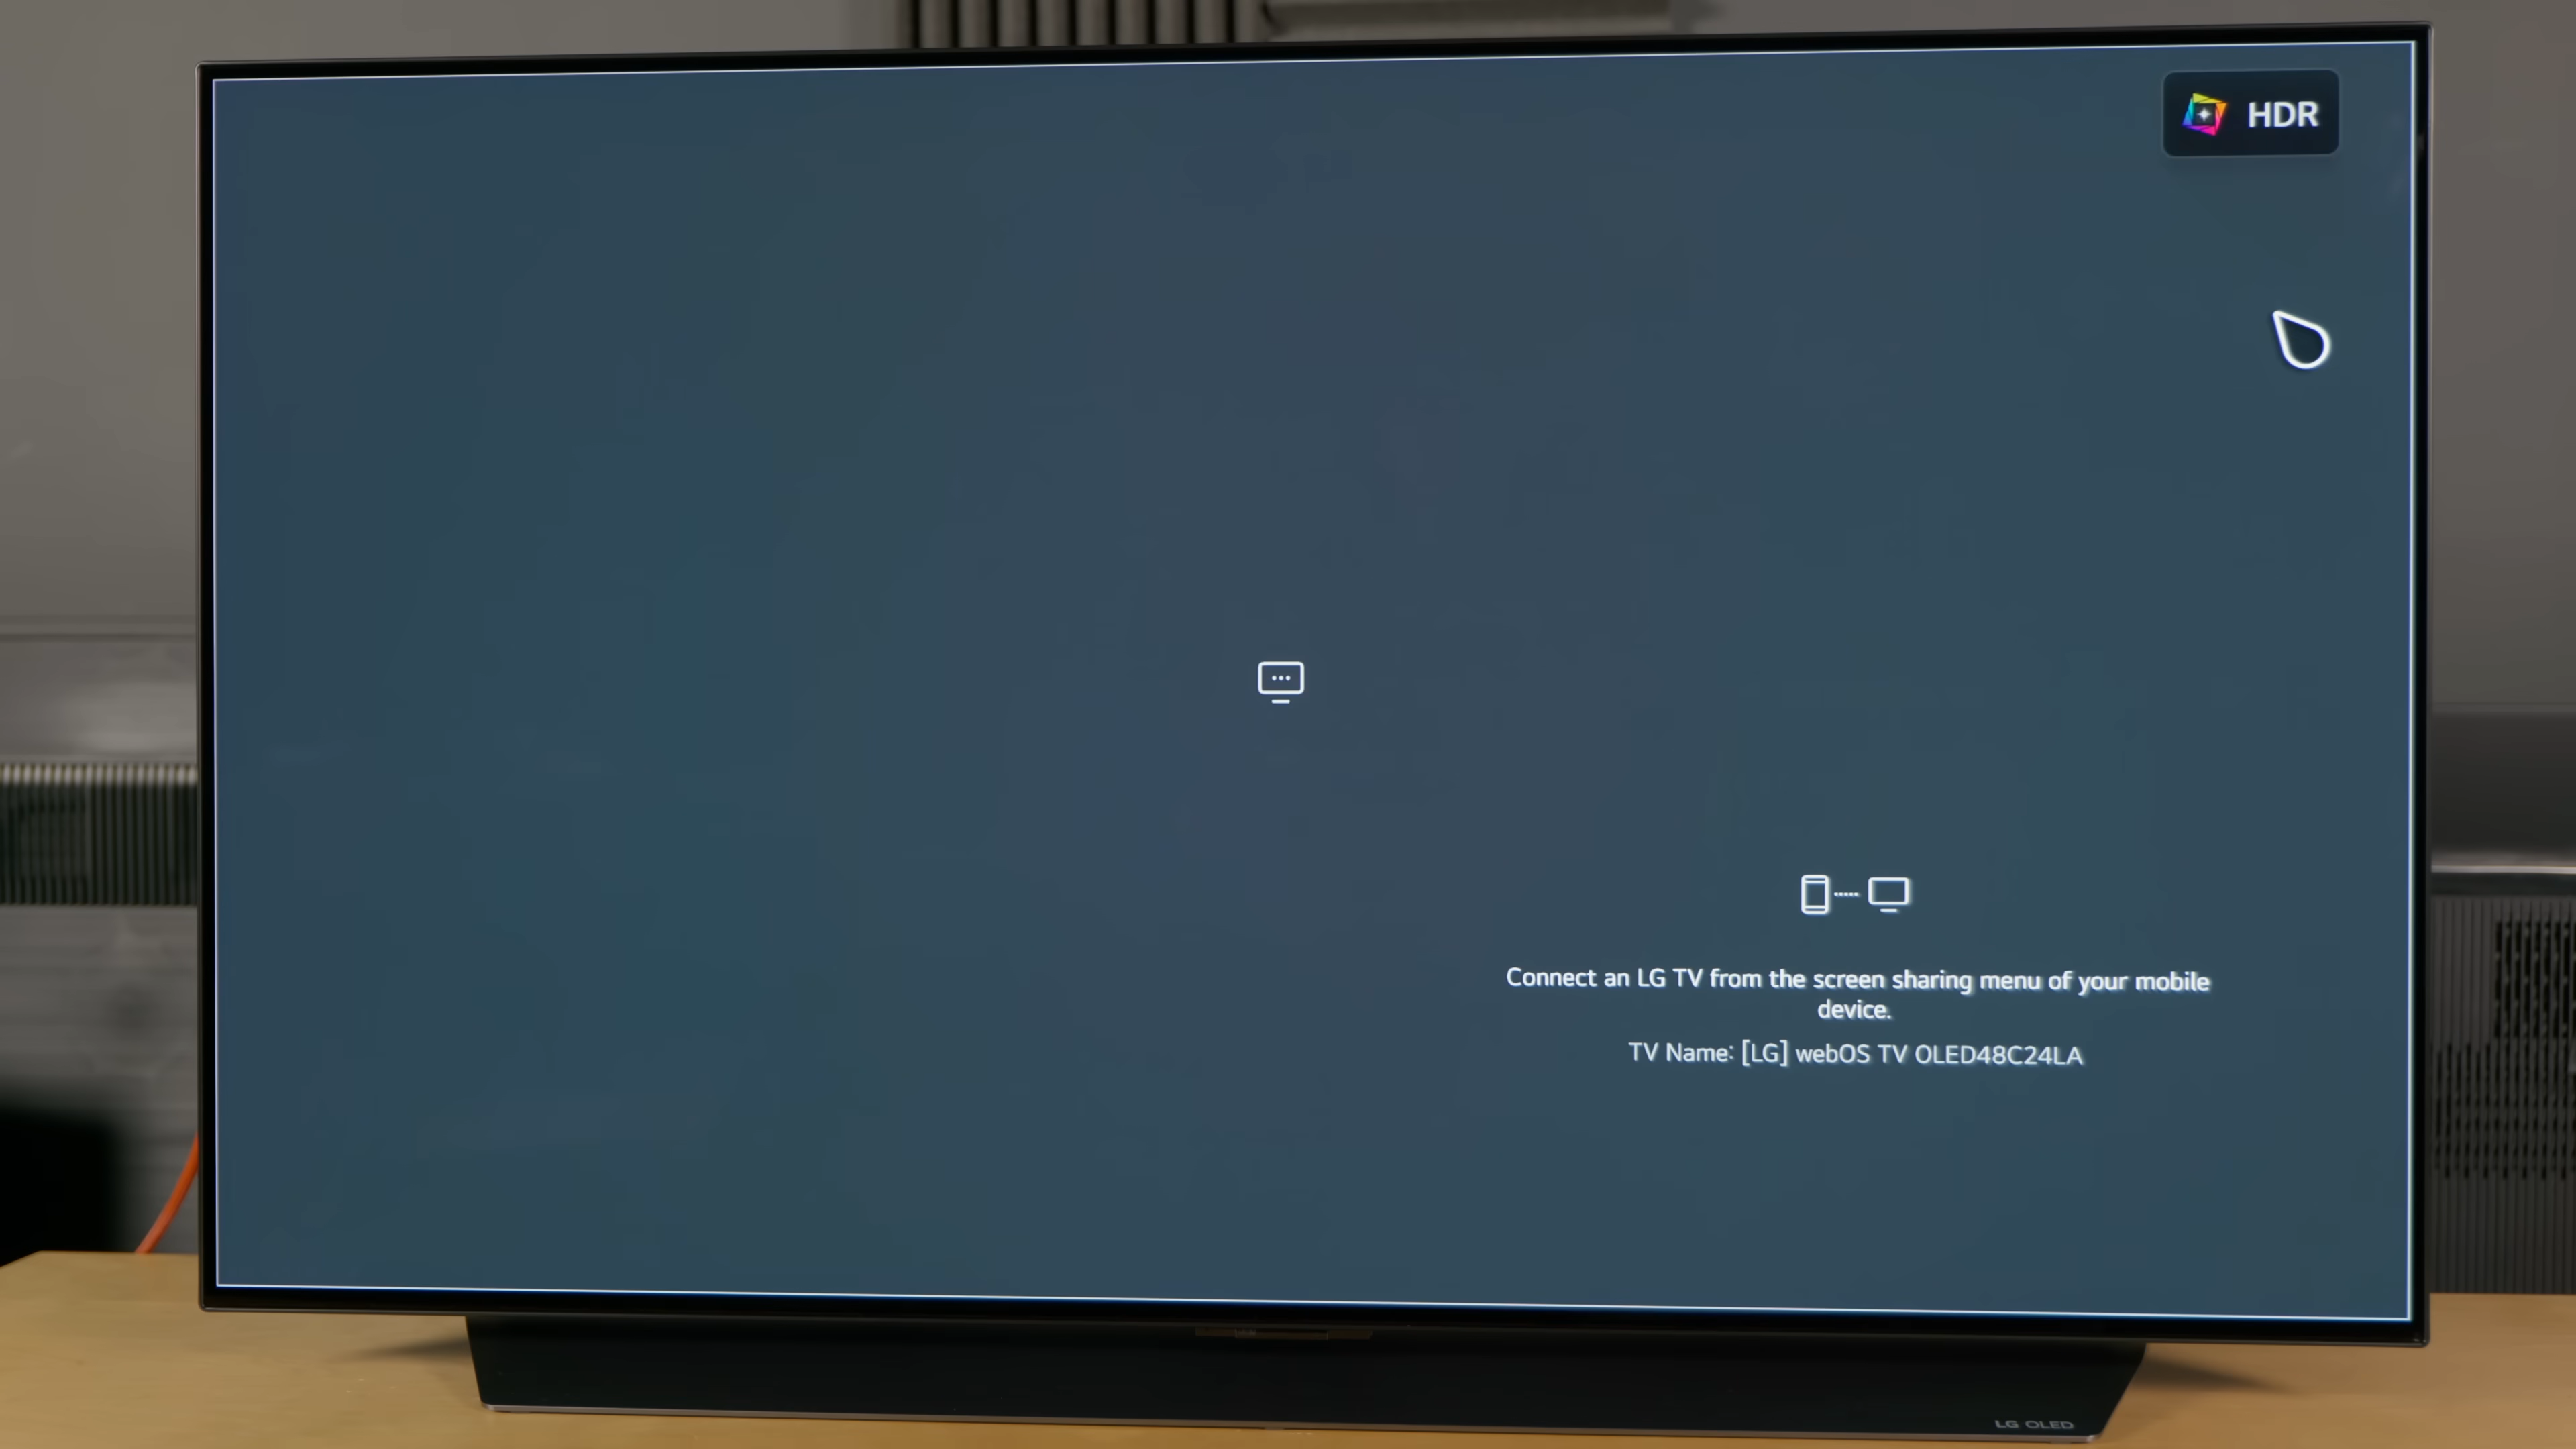 HDR
Connect an LG TV from the screen sharing menu of your mobile
device.
TV Name: [LG] webOS TV OLED48C24LA
LG OLED